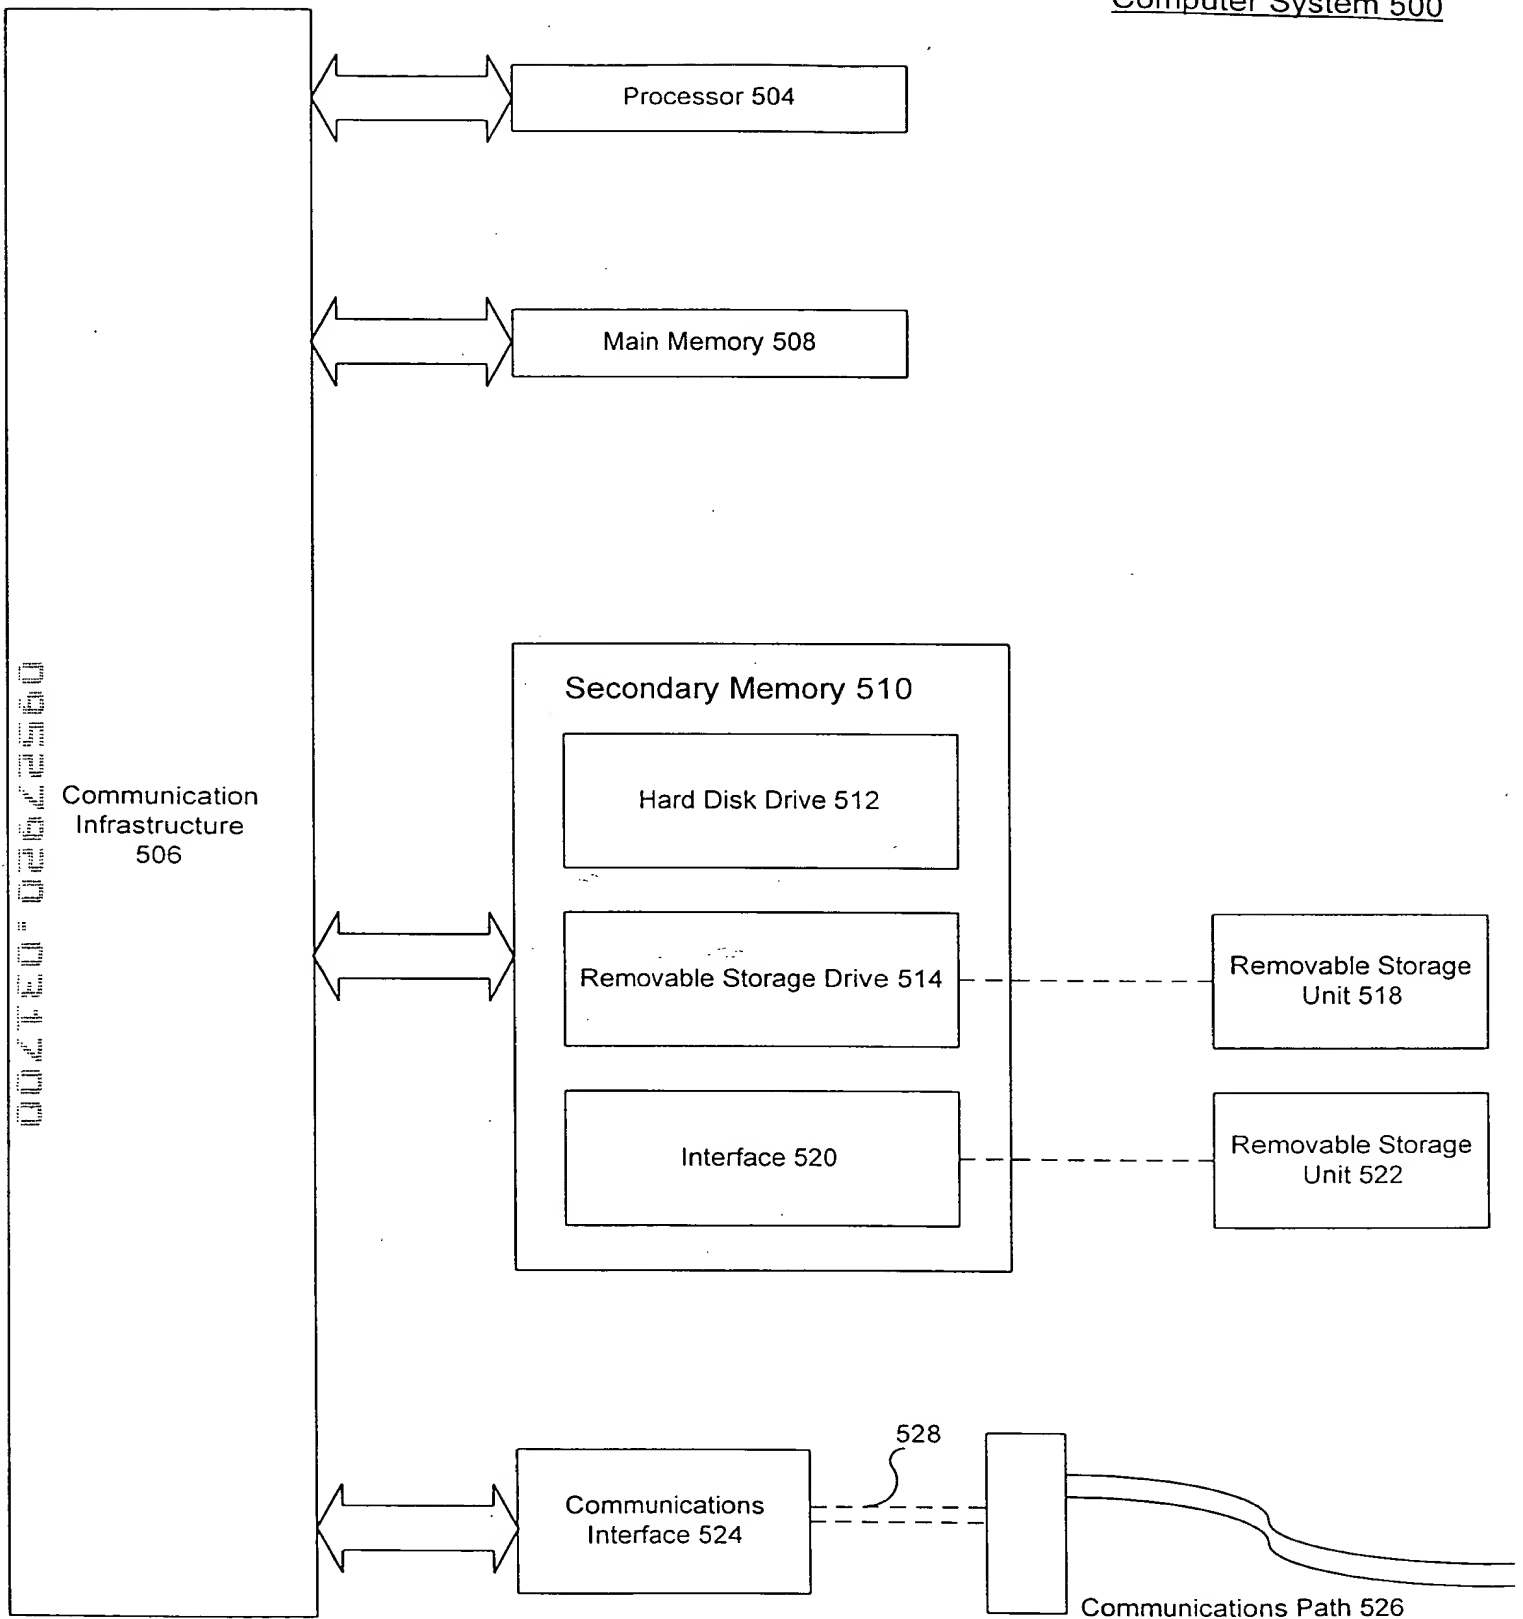 Computer System 500
Processor 504
Main Memory 508
Secondary Memory 510
Hard Disk Drive 512
Communication
Infrastructure
506
Removable Storage Drive 514
Removable Storage
Unit 518
Interface 520
Removable Storage
Unit 522
528
Communications
Interface 524
Communications Path 526
09527920.031700